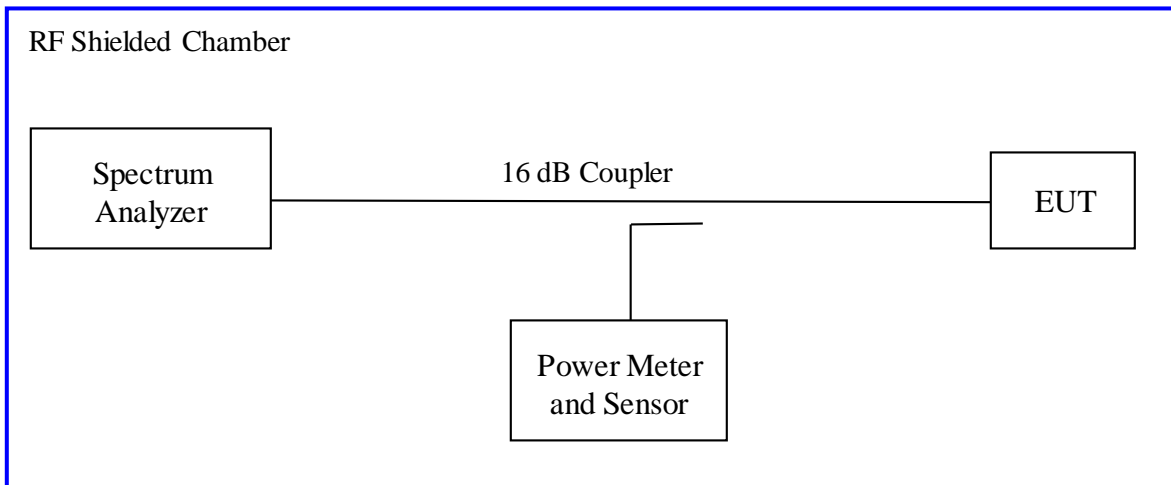 RF Shielded Chamber
Spectrum
Analyzer
16 dB Coupler
EUT
Power Meter
and Sensor